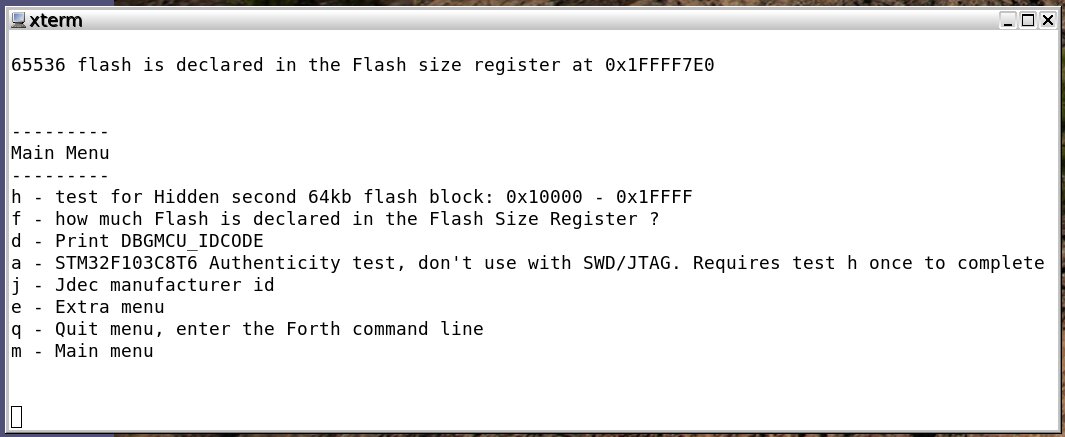 xterm
65536 flash is declared in the Flash size register at 0x1FFFF7E0
---------
Main Menu
---------
h - test for Hidden second 64kb flash block: 0x10000 - 0x1FFFF
f - how much Flash is declared in the Flash Size Register ?
d - Print DBGMCU_IDCODE
a - STM32F103C8T6 Authenticity test, don't use with SWD/JTAG. Requires test h once to complete
j - Jdec manufacturer id
e - Extra menu
q - Quit menu, enter the Forth command line
m - Main menu